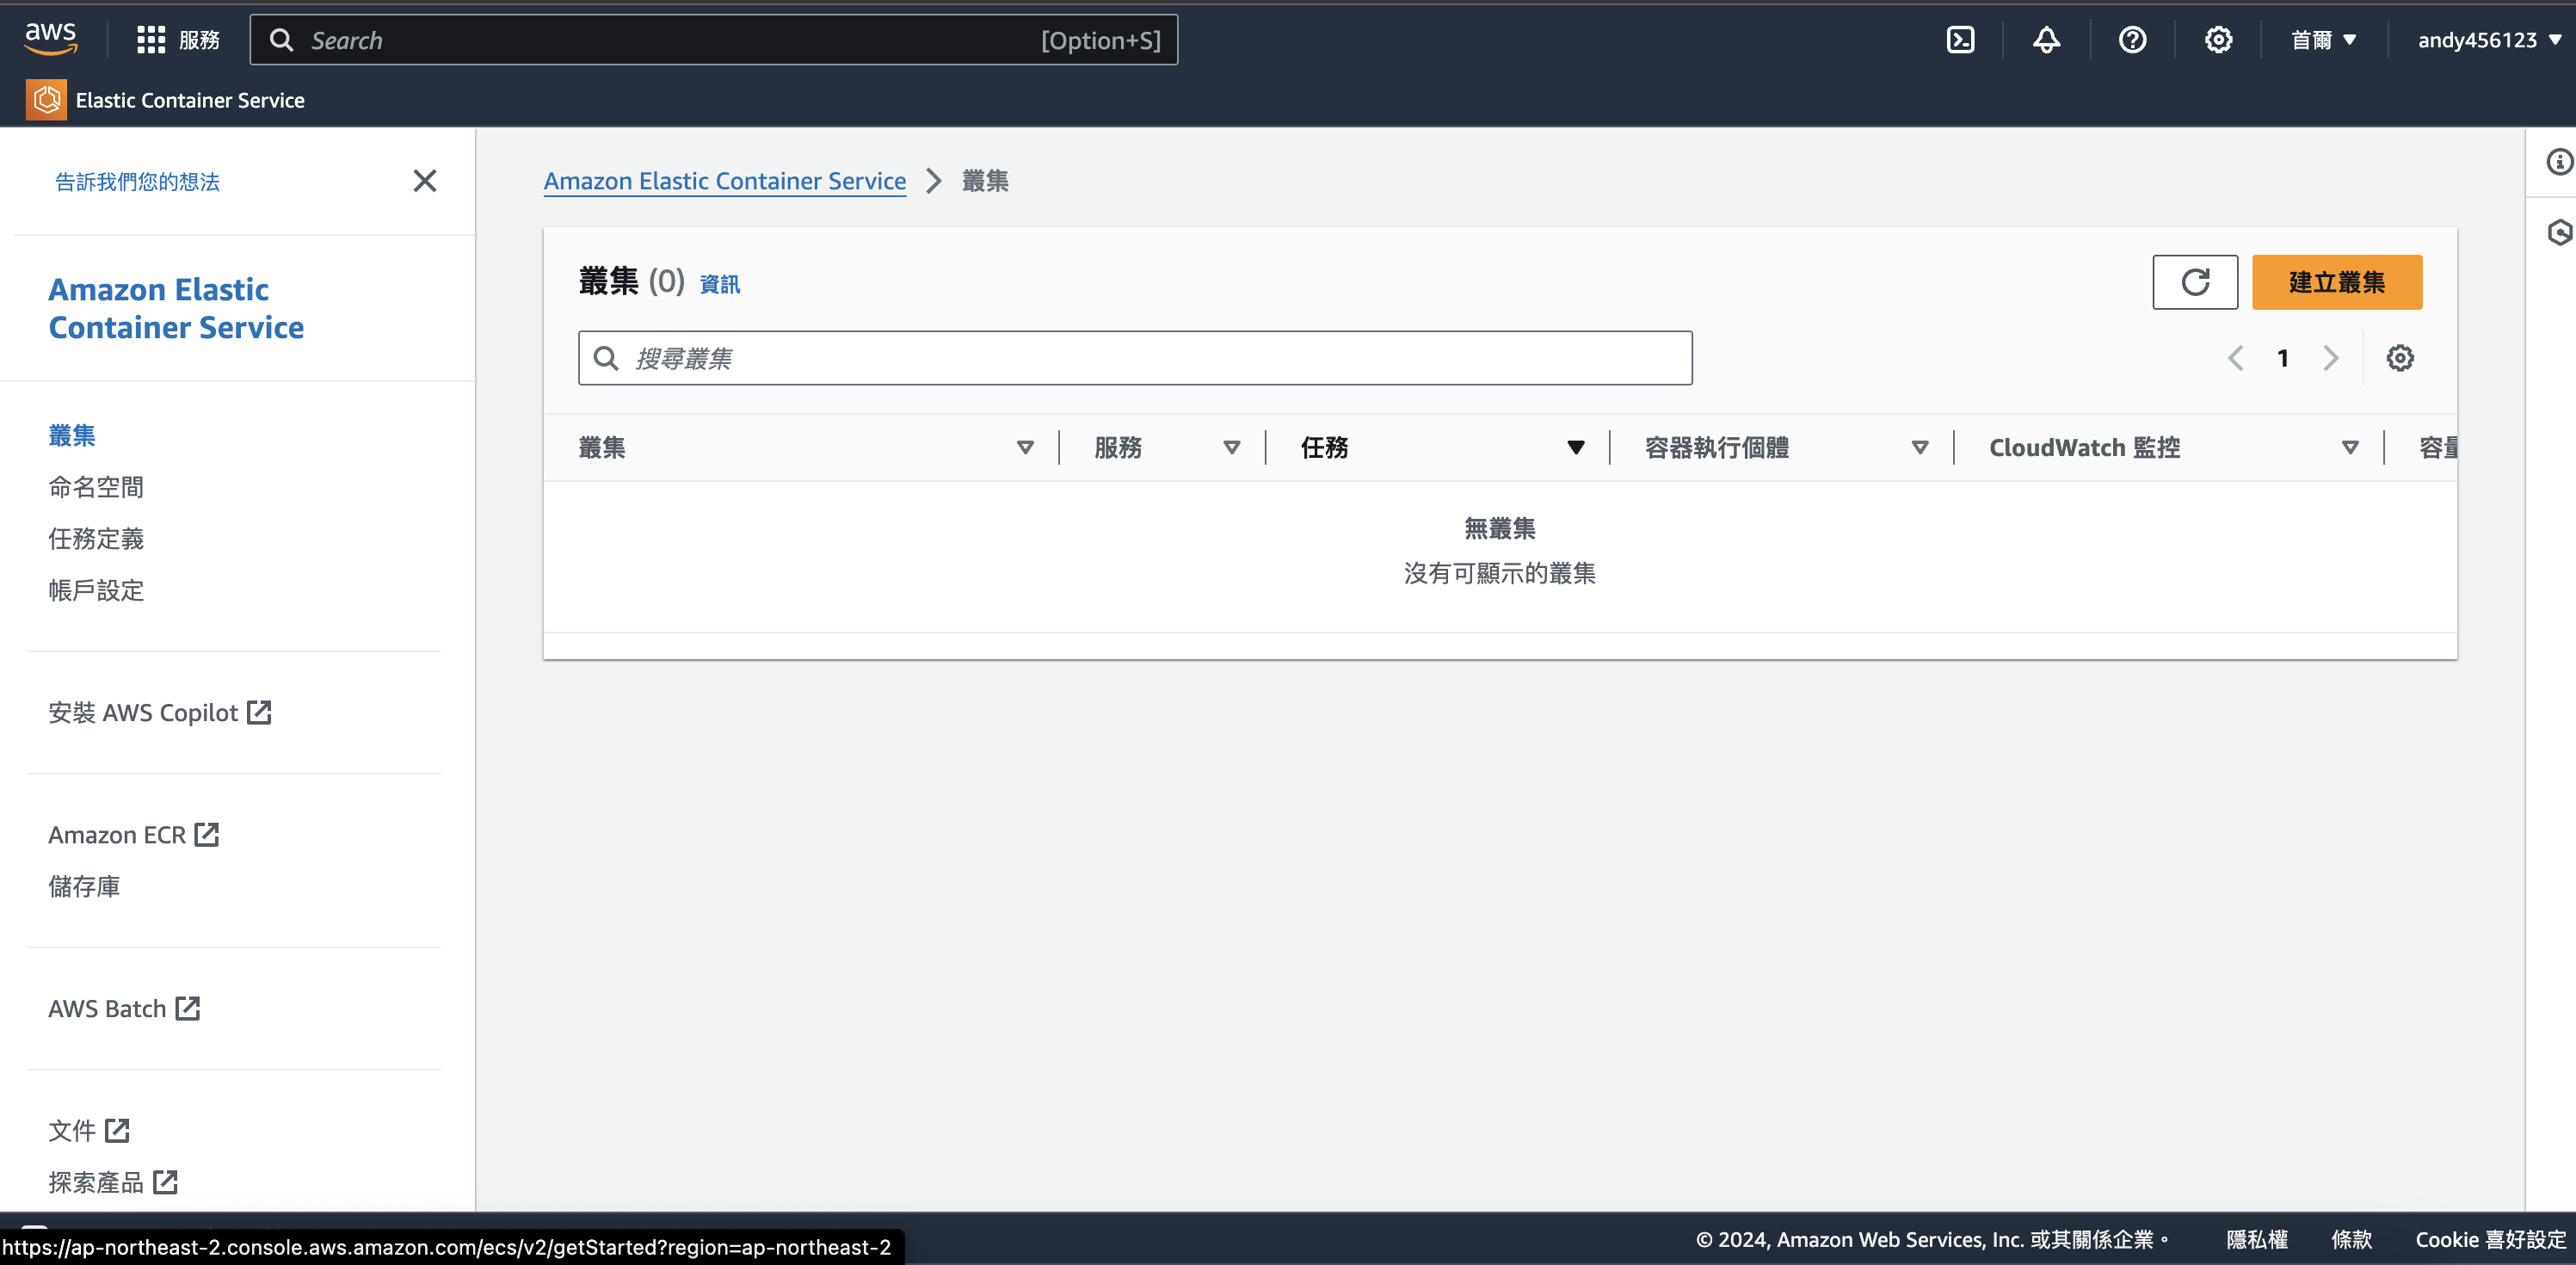 aws
服務
Search
[Option+S]
首爾
andy456123
Elastic Container Service
告訴我們您的想法
Amazon Elastic
Container Service
叢集
命名空間
任務定義
帳戶設定
安裝 AWS Copilot
Amazon ECR
儲存庫
AWS Batch
文件
探索產品
Amazon Elastic Container Service
叢集
叢集 (0) 資訊
建立叢集
搜尋叢集
1
叢集
服務
任務
容器執行個體
CloudWatch 監控
容量
無叢集
沒有可顯示的叢集
https://ap-northeast-2.console.aws.amazon.com/ecs/v2/getStarted?region=ap-northeast-2
© 2024, Amazon Web Services, Inc. 或其關係企業。
隱私權
條款
Cookie 喜好設定